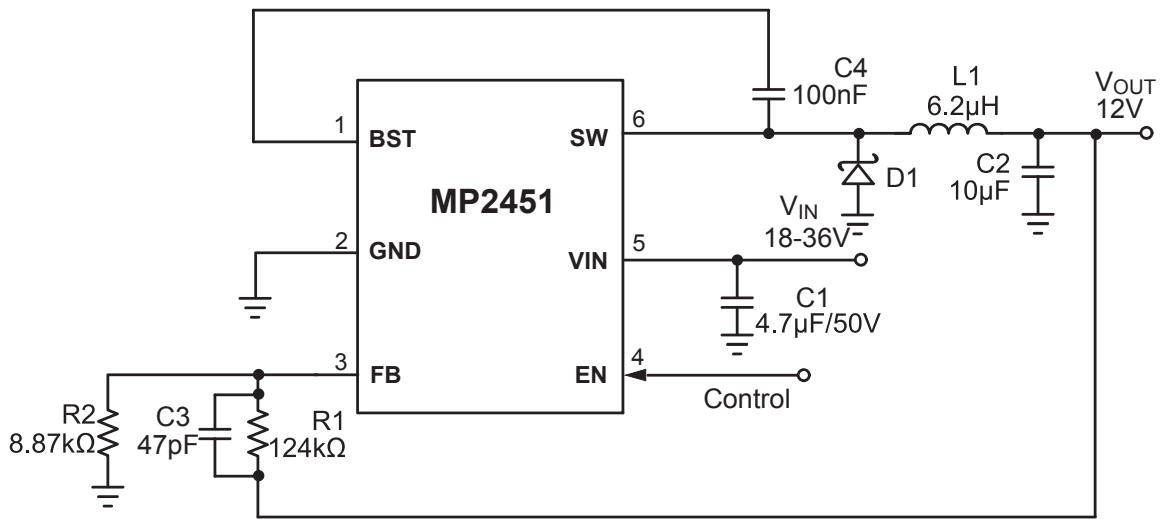 C4
100nF
L1
6.2µH
VOUT
12V
1
BST
SW
6
MP2451
D1
C2
10µF
VIN
18-36V
2
GND
VIN
5
C1
4.7µF/50V
3
FB
EN
4
Control
R2
8.87kΩ
C3
47pF
R1
124kΩ